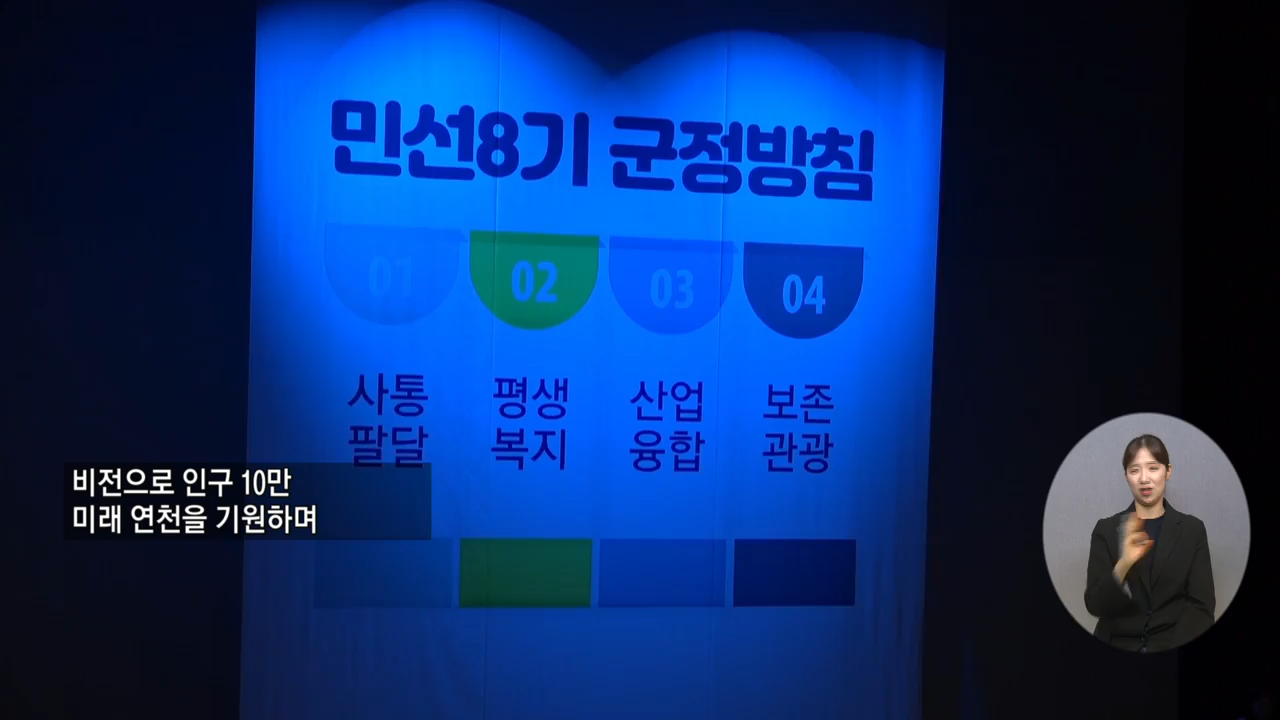 민선8기 군정방침
01 02 03 04
사통 평생 산업 보존
팔달 복지 융합 관광
비전으로 인구 10만
미래 연천을 기원하며